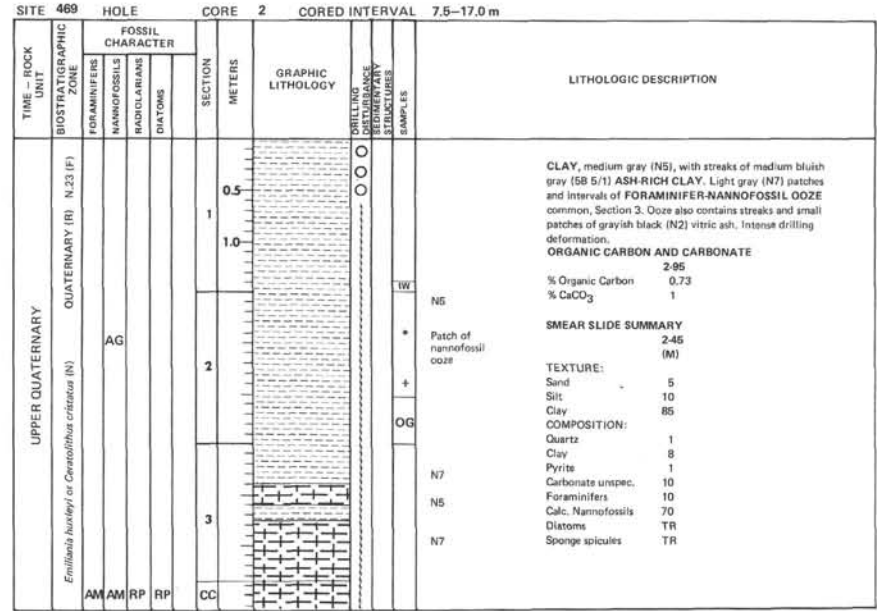 SITE 469 HOLE CORE 2 CORED INTERVAL 7.5–17.0 m
TIME – ROCK UNIT
BIOSTRATIGRAPHIC ZONE
FOSSIL CHARACTER
FORAMINIFERS
NANNOFOSSILS
RADIOLARIANS
DIATOMS
SECTION
METERS
GRAPHIC LITHOLOGY
DRILLING DISTURBANCE
SEDIMENTARY STRUCTURES
SAMPLES
LITHOLOGIC DESCRIPTION
UPPER QUATERNARY
Emiliania huxleyi or Ceratolithus cristatus (N) QUATERNARY (R) N.23 (F)
AG
AM AM RP RP
1
2
3
CC
0.5
1.0
IW
*
+
OG
N5
Patch of
nannofossil
ooze
N7
N5
N7
CLAY, medium gray (N5), with streaks of medium bluish
gray (5B 5/1) ASH-RICH CLAY. Light gray (N7) patches
and intervals of FORAMINIFER-NANNOFOSSIL OOZE
common, Section 3. Ooze also contains streaks and small
patches of grayish black (N2) vitric ash. Intense drilling
deformation.
ORGANIC CARBON AND CARBONATE
2-95
% Organic Carbon 0.73
% CaCO3 1
SMEAR SLIDE SUMMARY
2-45
(M)
TEXTURE:
Sand 5
Silt 10
Clay 85
COMPOSITION:
Quartz 1
Clay 8
Pyrite 1
Carbonate unspec. 10
Foraminifers 10
Calc. Nannofossils 70
Diatoms TR
Sponge spicules TR